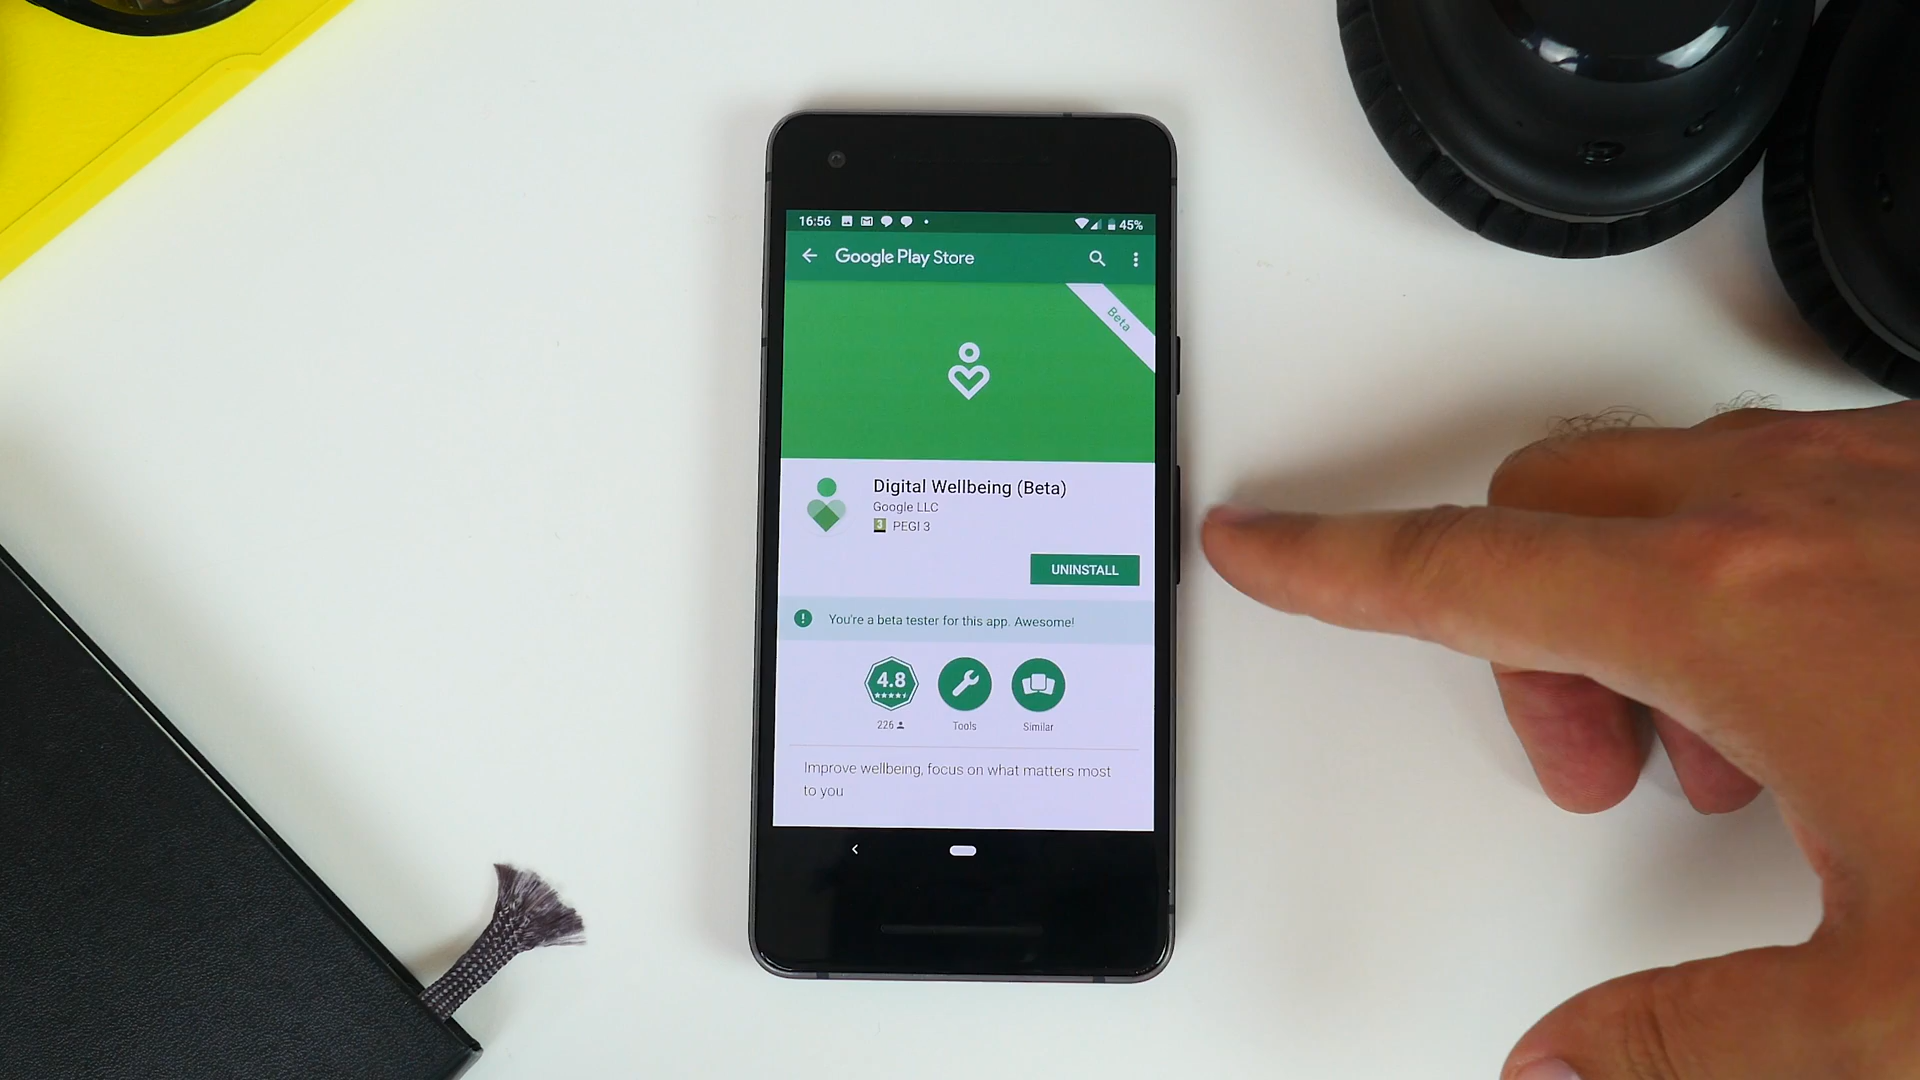 16:56
45%
Google Play Store
Beta
Digital Wellbeing (Beta)
Google LLC
3 PEGI 3
UNINSTALL
You're a beta tester for this app. Awesome!
4.8
226
Tools
Similar
Improve wellbeing, focus on what matters most
to you